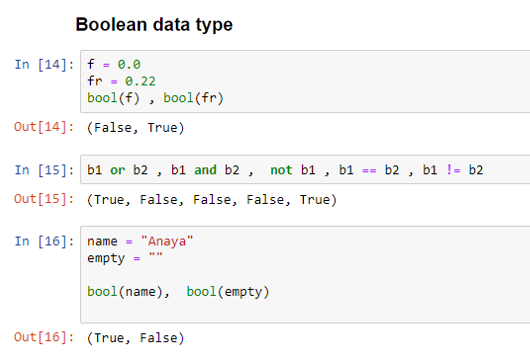 Boolean data type
In [14]: f = 0.0
fr = 0.22
bool(f) , bool(fr)
Out[14]: (False, True)
In [15]: b1 or b2 , b1 and b2 ,  not b1 , b1 == b2 , b1 != b2
Out[15]: (True, False, False, False, True)
In [16]: name = "Anaya"
empty = ""
bool(name),  bool(empty)
Out[16]: (True, False)